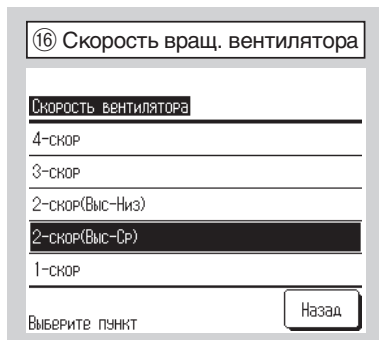 ⑯ Скорость вращ. вентилятора
Скорость вентилятора
4-скор
3-скор
2-скор(Выс-Низ)
2-скор(Выс-Ср)
1-скор
Выберите пункт
Назад